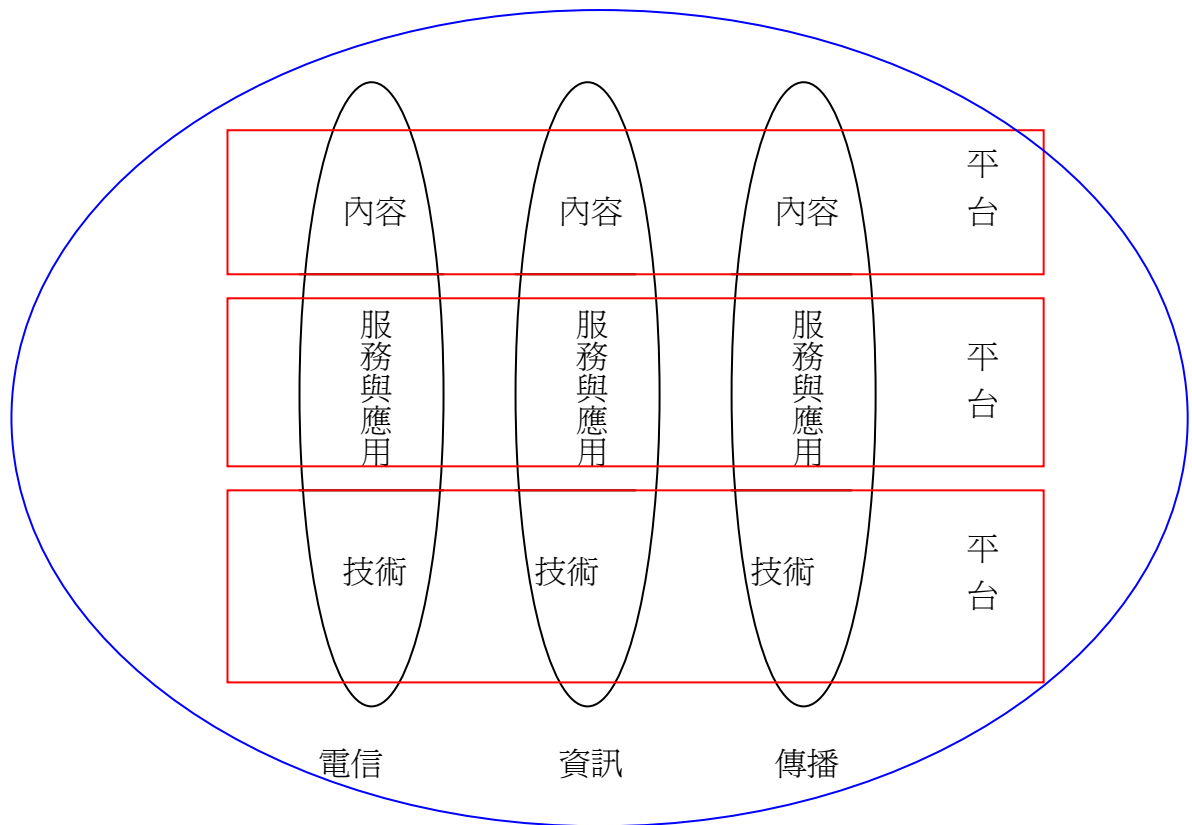 內容 內容 內容 平台
服務與應用 服務與應用 服務與應用 平台
技術 技術 技術 平台
電信 資訊 傳播